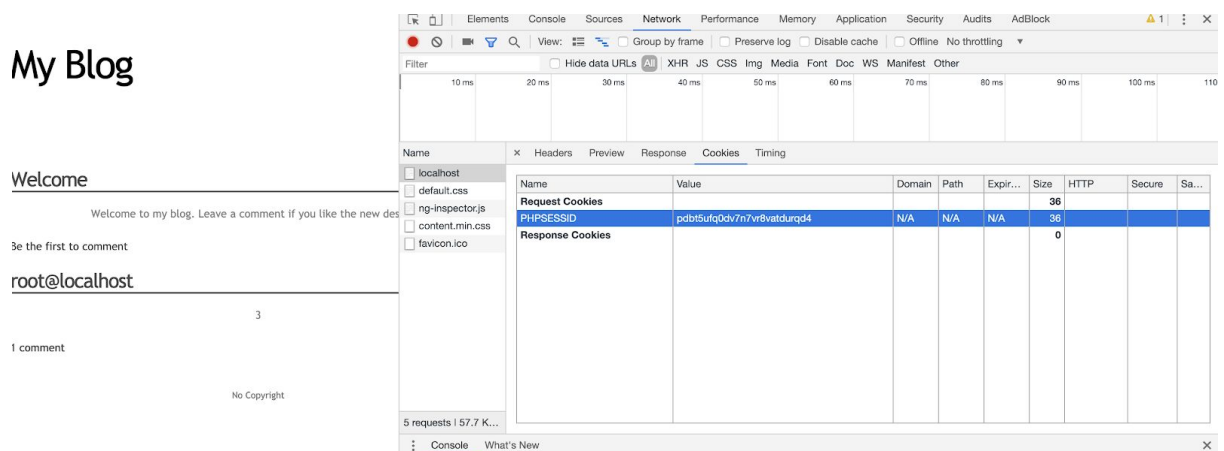 My Blog
Welcome
Welcome to my blog. Leave a comment if you like the new des
Be the first to comment
root@localhost
3
1 comment
No Copyright
Elements Console Sources Network Performance Memory Application Security Audits AdBlock 1
View: Group by frame Preserve log Disable cache Offline No throttling
Filter Hide data URLs All XHR JS CSS Img Media Font Doc WS Manifest Other
10 ms 20 ms 30 ms 40 ms 50 ms 60 ms 70 ms 80 ms 90 ms 100 ms 110
Name
localhost
default.css
ng-inspector.js
content.min.css
favicon.ico
5 requests | 57.7 K...
× Headers Preview Response Cookies Timing
Name Value Domain Path Expir... Size HTTP Secure Sa...
Request Cookies 36
PHPSESSID pdbt5ufq0dv7n7vr8vatdurqd4 N/A N/A N/A 36
Response Cookies 0
Console What's New